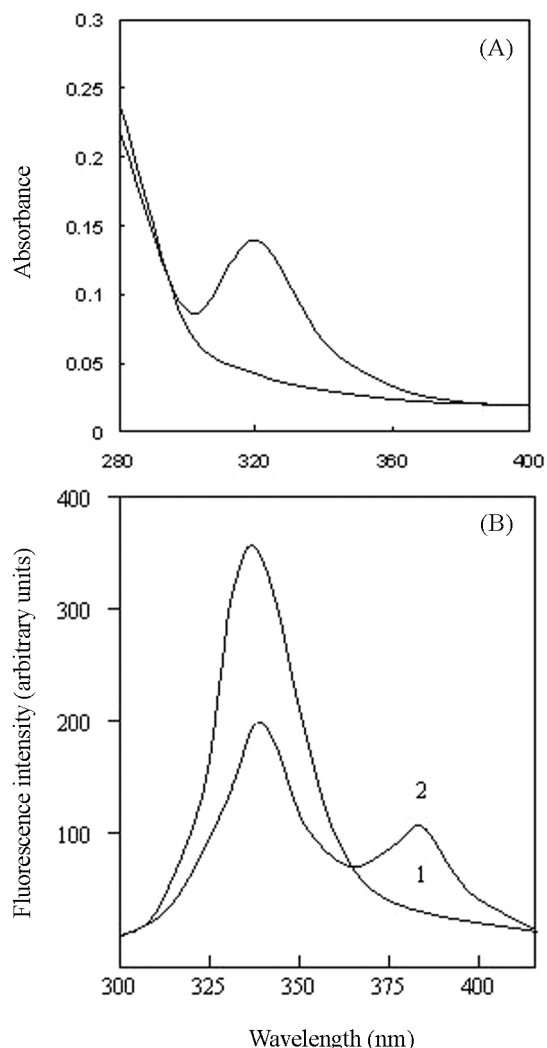 (A)
0.3
0.25
0.2
0.15
0.1
0.05
0
Absorbance
280 320 360 400
(B)
400
300
200
100
Fluorescence intensity (arbitrary units)
2
1
300 325 350 375 400
Wavelength (nm)